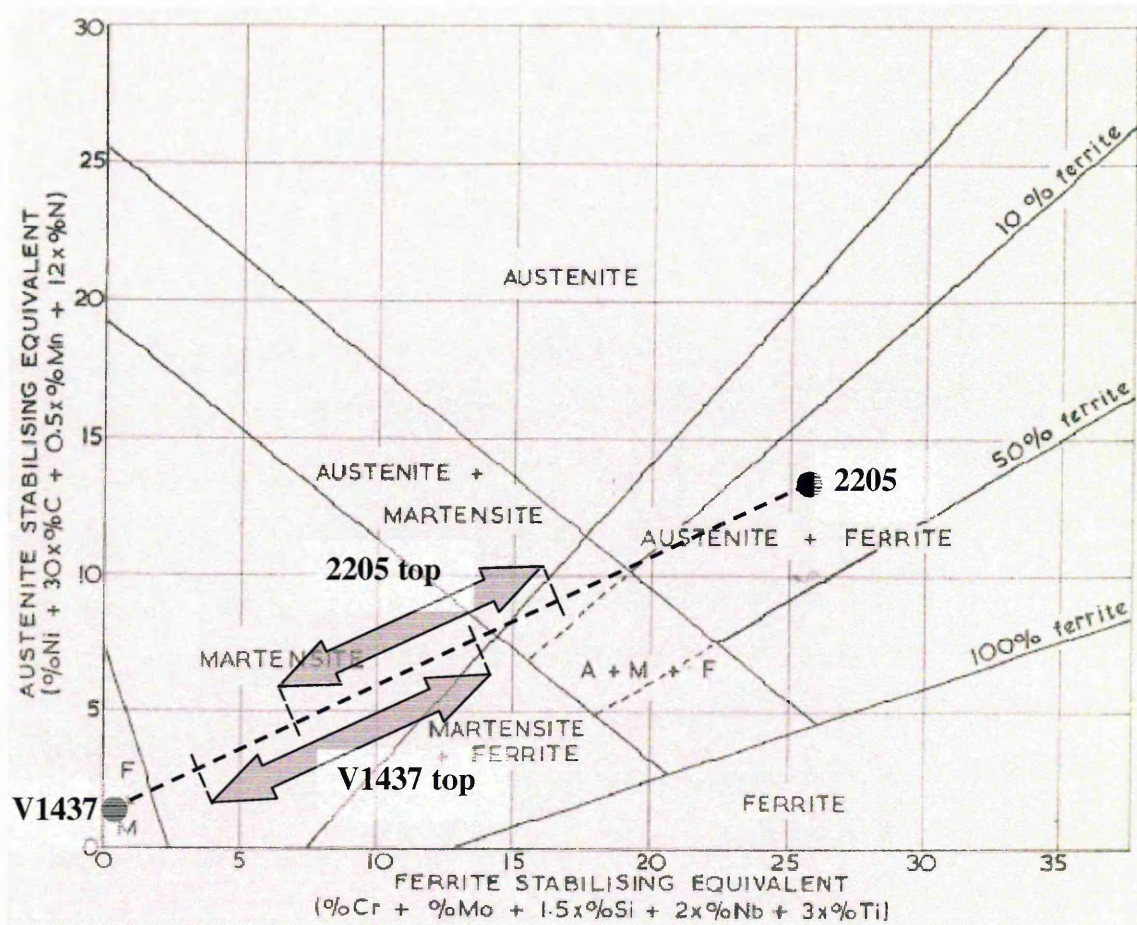 30
25
20
15
10
5
0
AUSTENITE STABILISING EQUIVALENT
(%Ni + 30x%C + 0.5x%Mn + 12x%N)
AUSTENITE
10% ferrite
50% ferrite
100% ferrite
AUSTENITE +
MARTENSITE
2205
AUSTENITE + FERRITE
2205 top
MARTENSITE
A + M + F
MARTENSITE
+ FERRITE
V1437 top
FERRITE
F
V1437
M
0 5 10 15 20 25 30 35
FERRITE STABILISING EQUIVALENT
(%Cr + %Mo + 1.5x%Si + 2x%Nb + 3x%Ti)